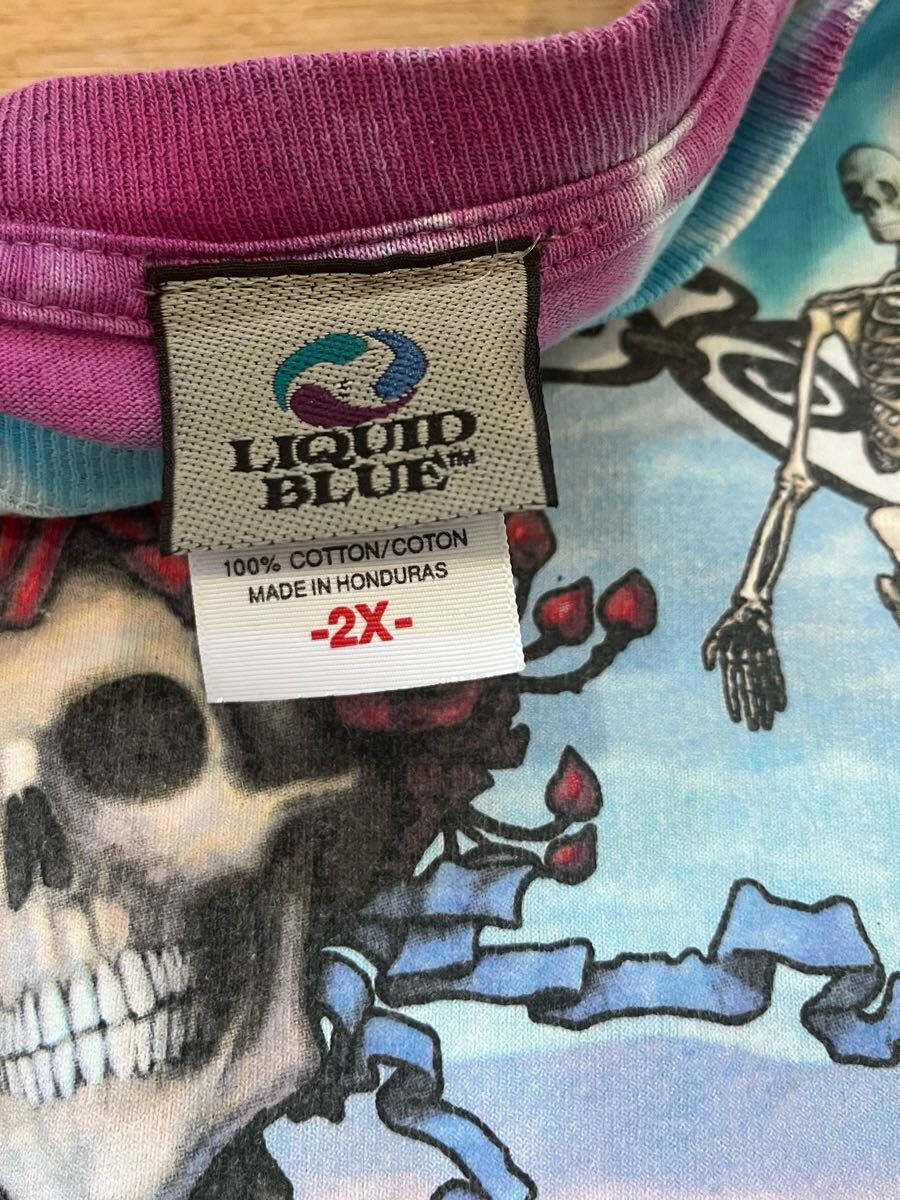 LIQUID
BLUE™
100% COTTON/COTON
MADE IN HONDURAS
-2X-